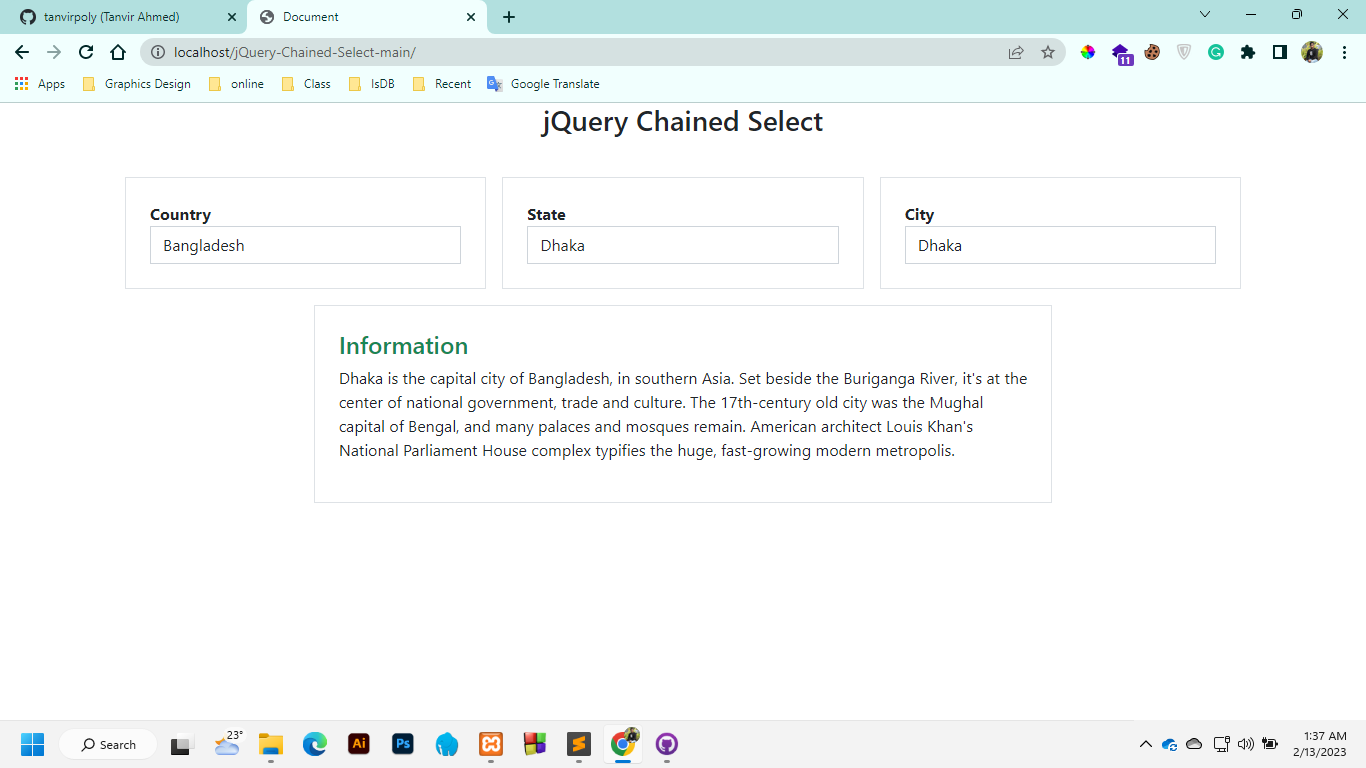 tanvirpoly (Tanvir Ahmed)
Document
localhost/jQuery-Chained-Select-main/
11
Apps
Graphics Design
online
Class
IsDB
Recent
Google Translate
jQuery Chained Select
Country
State
City
Bangladesh
Dhaka
Dhaka
Information
Dhaka is the capital city of Bangladesh, in southern Asia. Set beside the Buriganga River, it's at the
center of national government, trade and culture. The 17th-century old city was the Mughal
capital of Bengal, and many palaces and mosques remain. American architect Louis Khan's
National Parliament House complex typifies the huge, fast-growing modern metropolis.
Search
23°
Ai
Ps
1:37 AM
2/13/2023